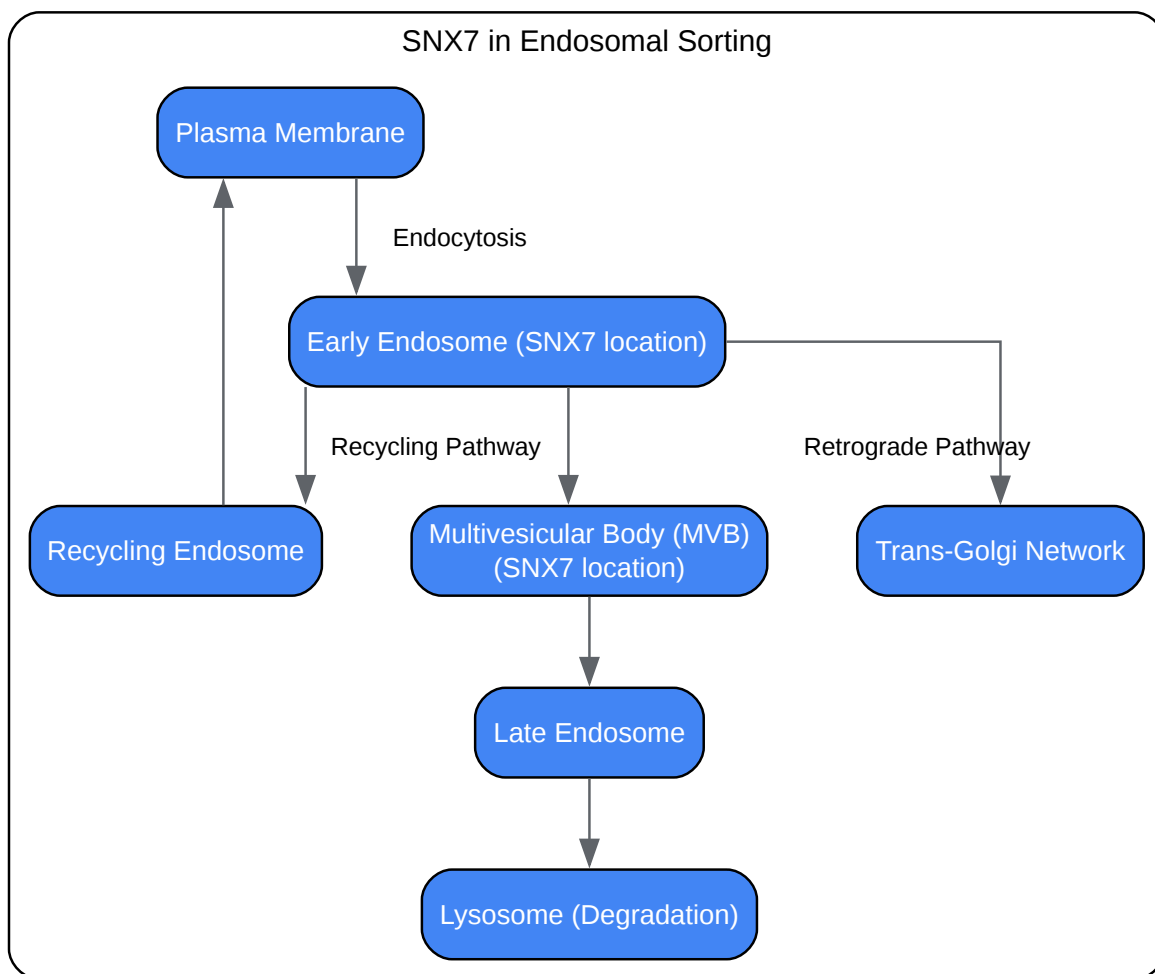 SNX7 in Endosomal Sorting
Plasma Membrane
Endocytosis
Early Endosome (SNX7 location)
Recycling Pathway
Retrograde Pathway
Recycling Endosome
Multivesicular Body (MVB)
(SNX7 location)
Trans-Golgi Network
Late Endosome
Lysosome (Degradation)